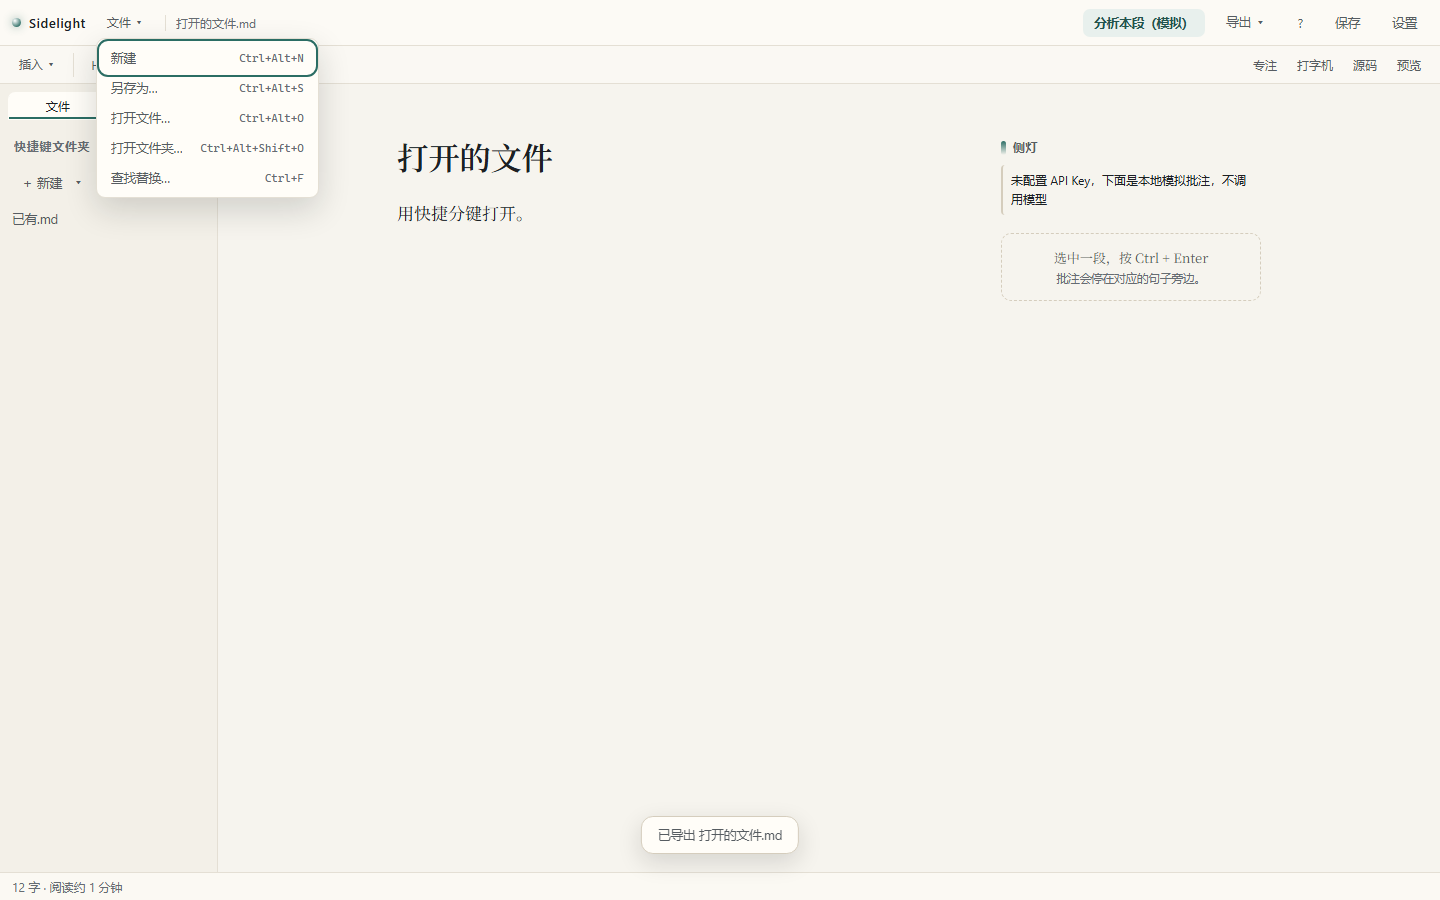 Sidelight 文件 打开的文件.md 分析本段（模拟） 导出 ? 保存 设置
插入 专注 打字机 源码 预览
新建 Ctrl+Alt+N
另存为... Ctrl+Alt+S
打开文件... Ctrl+Alt+O
打开文件夹... Ctrl+Alt+Shift+O
查找替换... Ctrl+F
文件
快捷键文件夹
+ 新建
已有.md
打开的文件
用快捷分键打开。
侧灯
未配置 API Key，下面是本地模拟批注，不调
用模型
选中一段，按 Ctrl + Enter
批注会停在对应的句子旁边。
已导出 打开的文件.md
12 字 · 阅读约 1 分钟